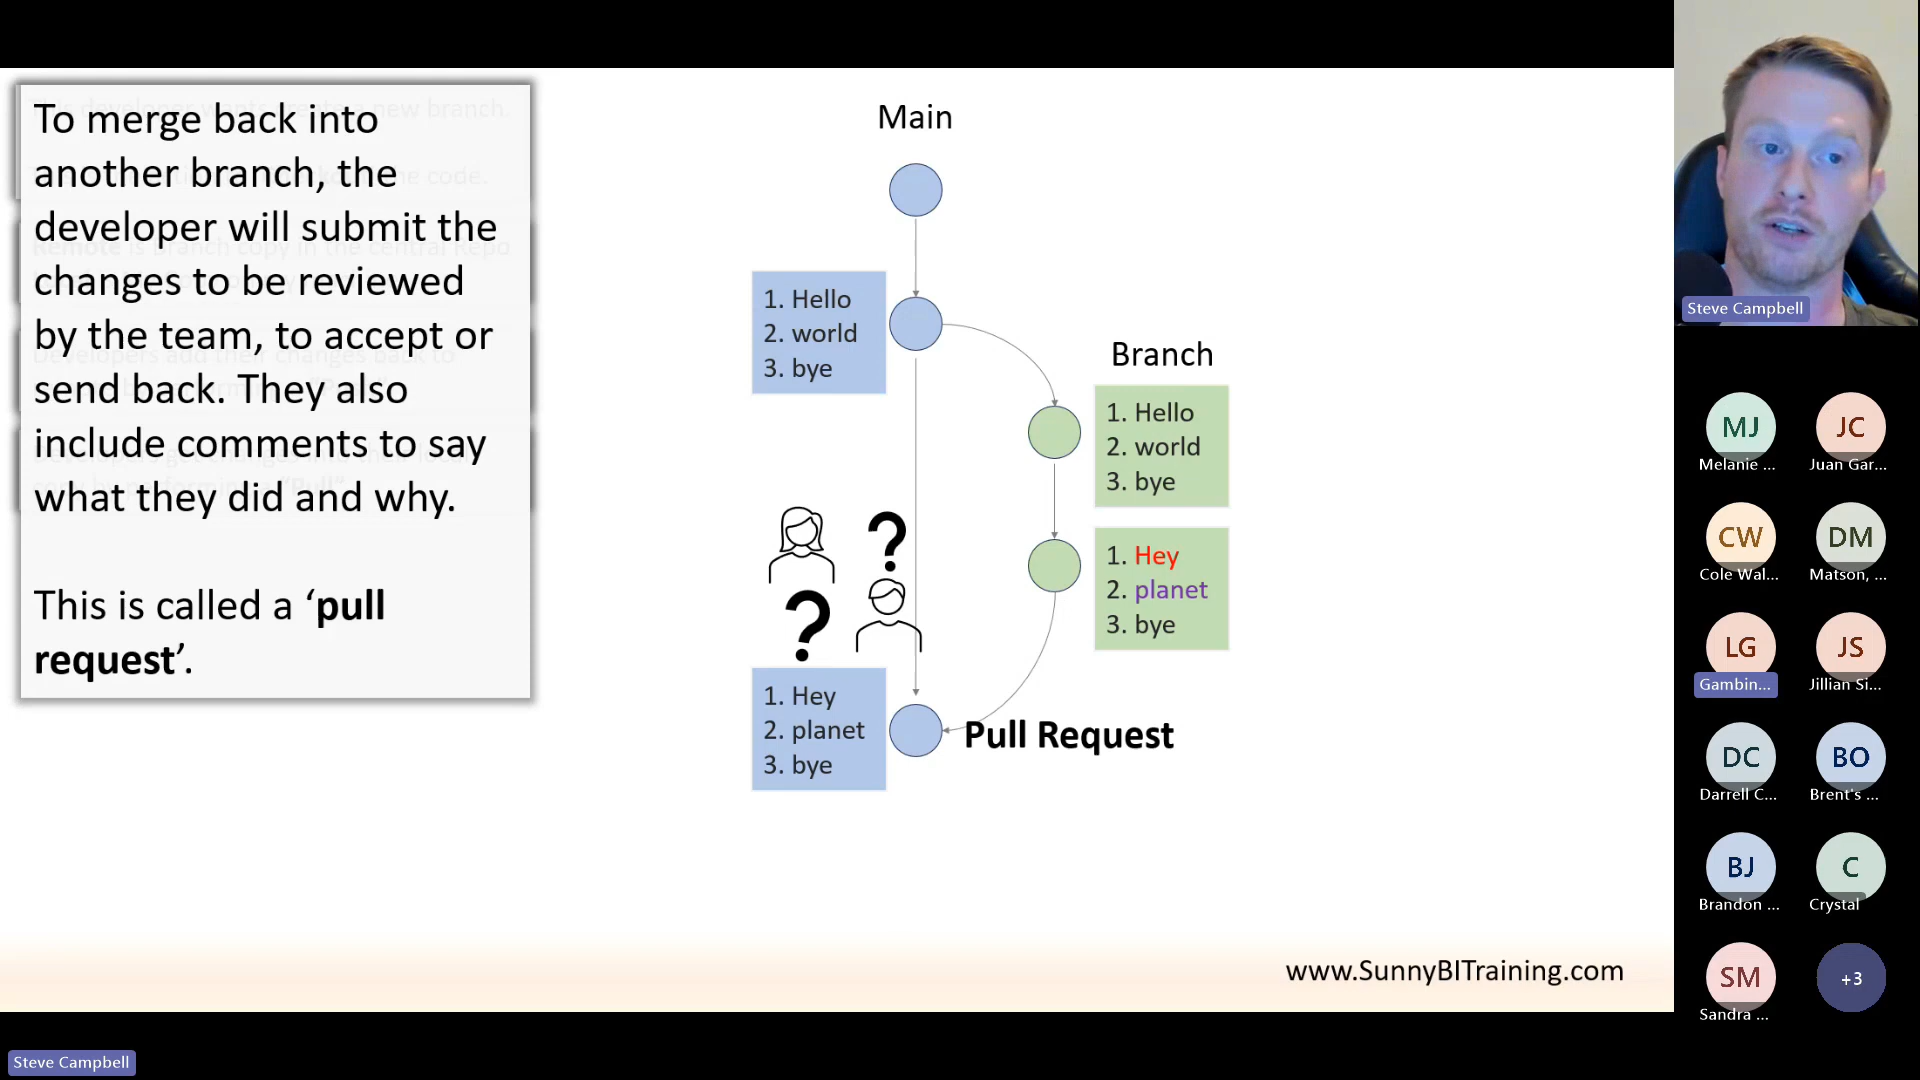 To merge back into
another branch, the
developer will submit the
changes to be reviewed
by the team, to accept or
send back. They also
include comments to say
what they did and why.
This is called a ‘pull
request’.
Main
1. Hello
2. world
3. bye
Branch
1. Hello
2. world
3. bye
1. Hey
2. planet
3. bye
? 
?
1. Hey
2. planet
3. bye
Pull Request
www.SunnyBITraining.com
Steve Campbell
Steve Campbell
MJ
Melanie ...
JC
Juan Gar...
CW
Cole Wal...
DM
Matson, ...
LG
Gambin...
JS
Jillian Si...
DC
Darrell C...
BO
Brent's ...
BJ
Brandon ...
C
Crystal
SM
Sandra ...
+3